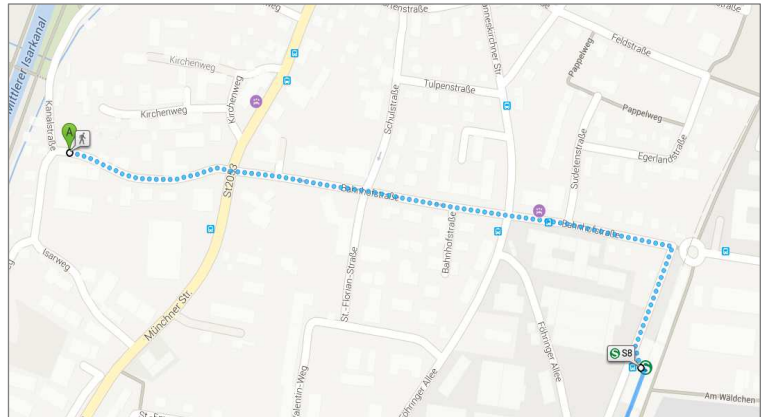 Mittlerer Isarkanal
Kanalstraße
Kirchenweg
Kirchenweg
Kirchenweg
A
St2053
Isarweg
Münchner Str.
Schulstraße
Tulpenstraße
Feldstraße
Pappelweg
Pappelweg
Egerlandstraße
Sudetenstraße
Bahnhofstraße
Bahnhofstraße
Bahnhofstraße
St.-Florian-Straße
Föhringer Allee
Föhringer Allee
S S8
S
Am Wäldchen